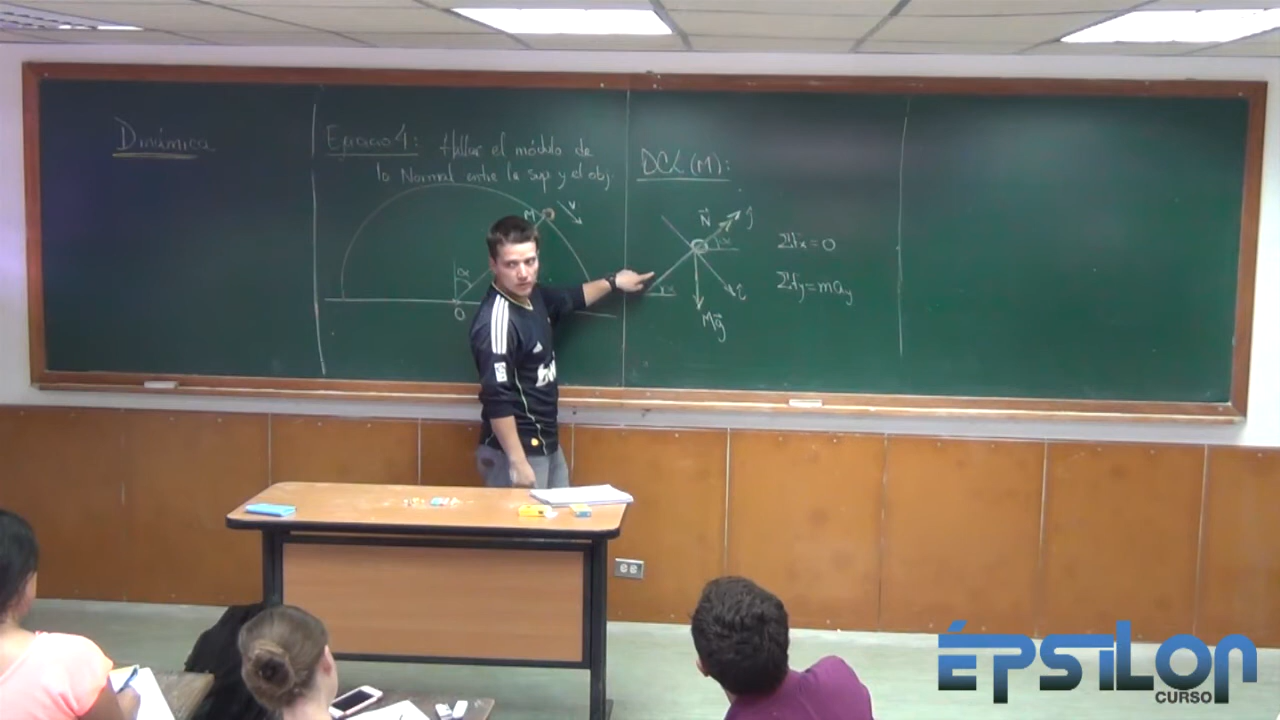 Dinámica
Ejercicio 1: Hallar el módulo de
la Normal entre la sup y el obj.
M
v
α
O
DCL (M):
N
j
α
α
i
Mg
ΣFx = 0
ΣFy = may
ÉPSILON
CURSO